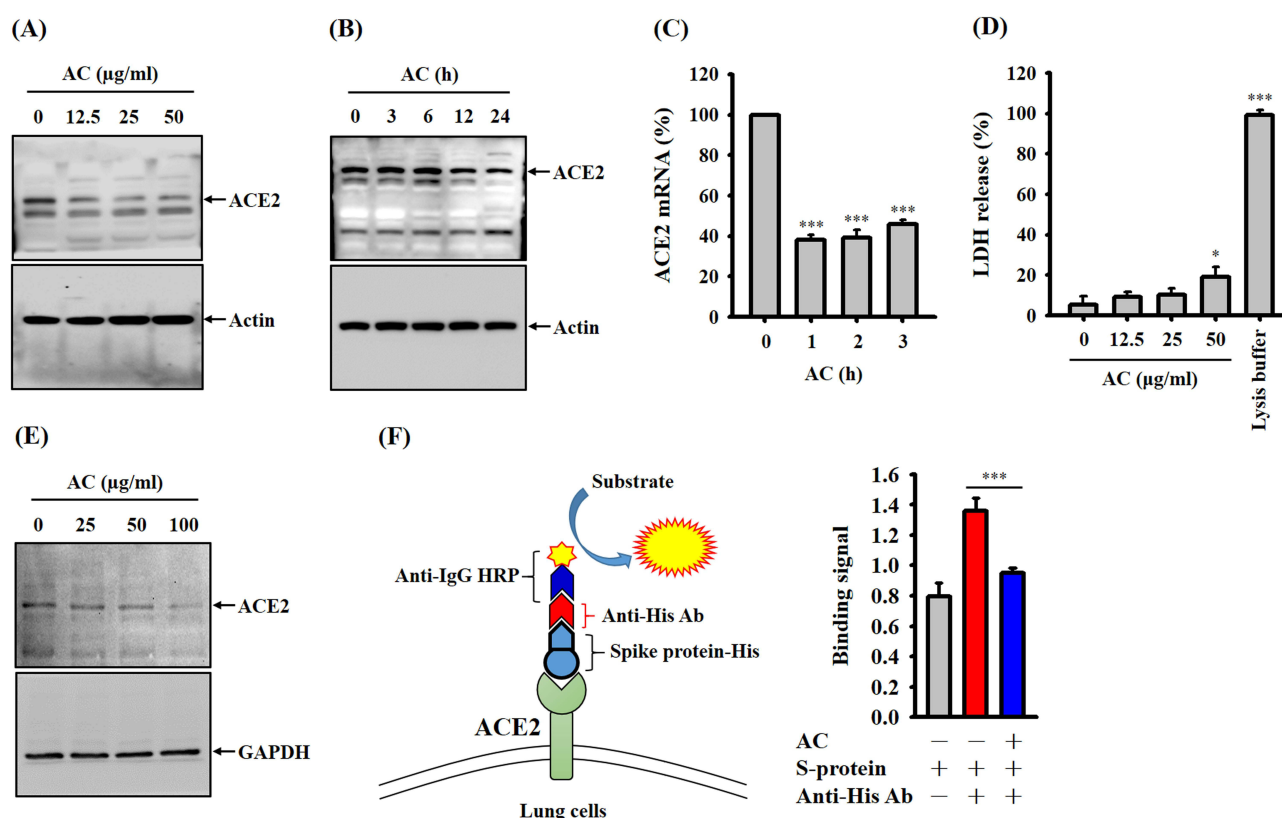 (A)
AC (µg/ml)
0 12.5 25 50
ACE2
Actin
(B)
AC (h)
0 3 6 12 24
ACE2
Actin
(C)
ACE2 mRNA (%)
120
100
80
60
40
20
0
***
***
***
0 1 2 3
AC (h)
(D)
LDH release (%)
120
100
80
60
40
20
0
*
***
0 12.5 25 50
AC (µg/ml)
Lysis buffer
(E)
AC (µg/ml)
0 25 50 100
ACE2
GAPDH
(F)
Substrate
Anti-IgG HRP
Anti-His Ab
Spike protein-His
ACE2
Lung cells
Binding signal
1.6
1.4
1.2
1.0
0.8
0.6
0.4
0.2
0.0
***
AC — — +
S-protein + + +
Anti-His Ab — + +